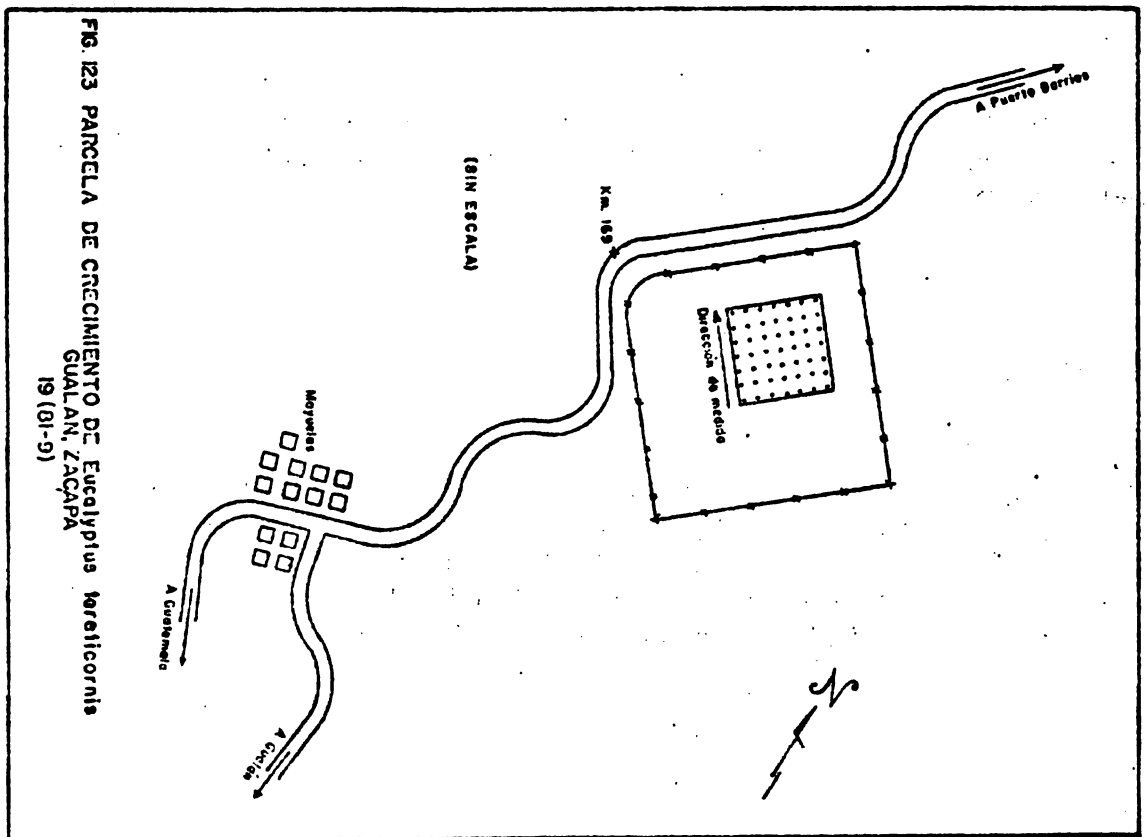 A Puerto Barrios
Km. 169
(SIN ESCALA)
Dirección de medida
Mayuelas
A Guatemala
A Gualán
N
FIG. 123 PARCELA DE CRECIMIENTO DE Eucalyptus tereticornis
GUALAN, ZACAPA
19 (81-9)